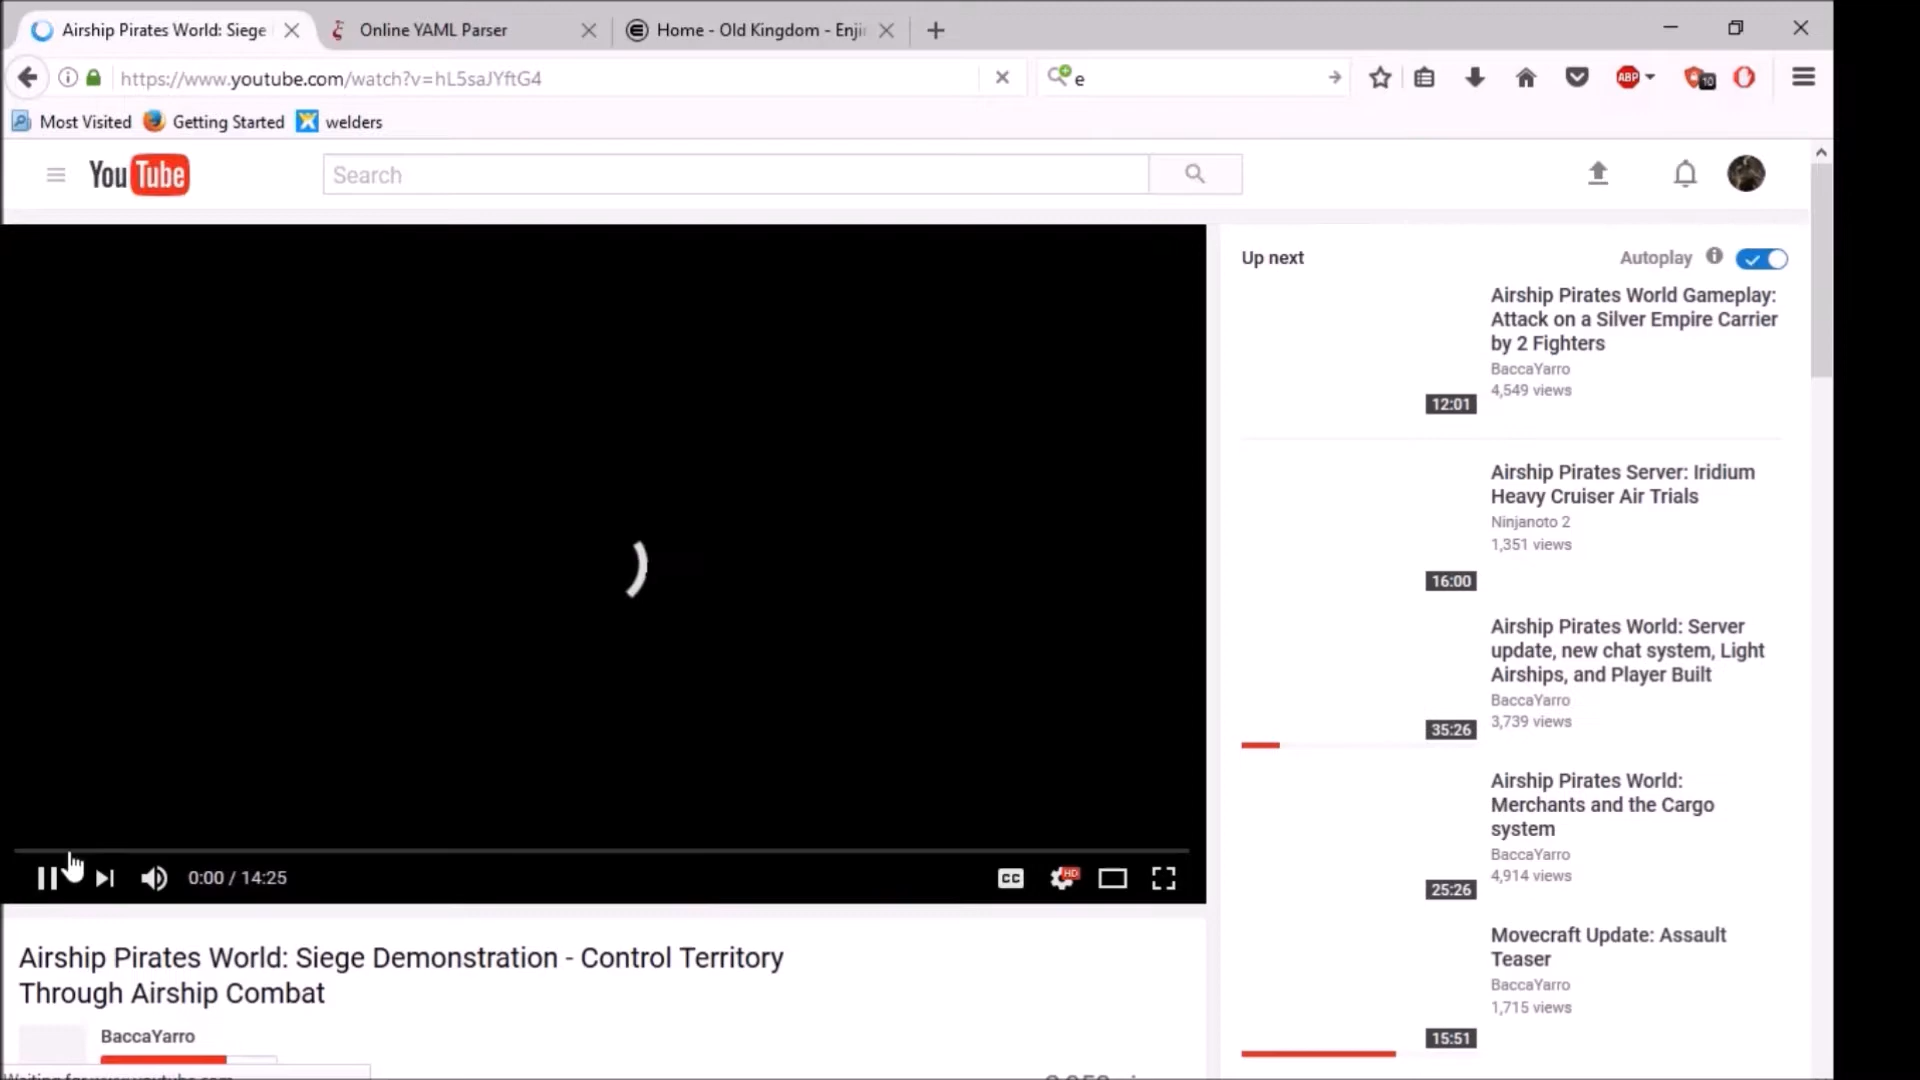 Airship Pirates World: Siege
Online YAML Parser
Home - Old Kingdom - Enji
https://www.youtube.com/watch?v=hL5saJYftG4
e
ABP
10
Most Visited
Getting Started
welders
YouTube
Search
Up next
Autoplay
Airship Pirates World Gameplay:
Attack on a Silver Empire Carrier
by 2 Fighters
BaccaYarro
4,549 views
12:01
Airship Pirates Server: Iridium
Heavy Cruiser Air Trials
Ninjanoto 2
1,351 views
16:00
Airship Pirates World: Server
update, new chat system, Light
Airships, and Player Built
BaccaYarro
3,739 views
35:26
Airship Pirates World:
Merchants and the Cargo
system
BaccaYarro
4,914 views
25:26
Movecraft Update: Assault
Teaser
BaccaYarro
1,715 views
15:51
0:00 / 14:25
CC
HD
Airship Pirates World: Siege Demonstration - Control Territory
Through Airship Combat
BaccaYarro